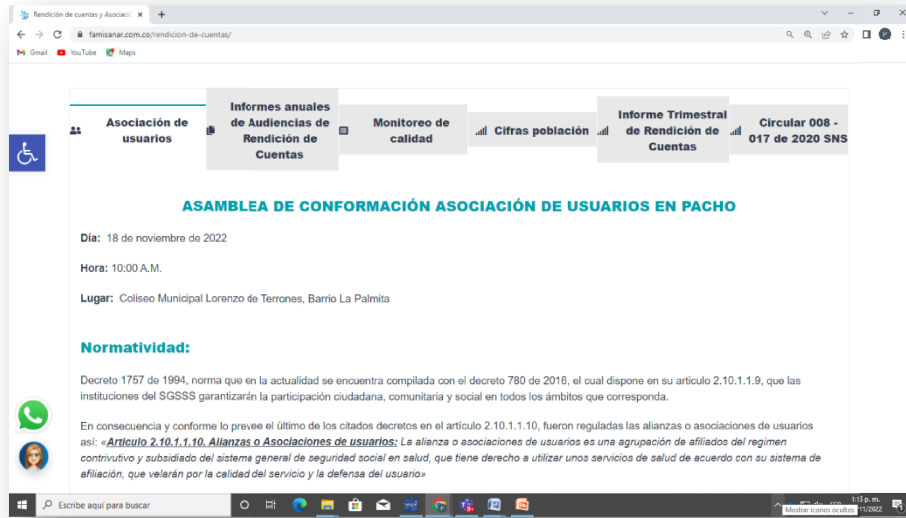 Rendición de cuentas y Asociació
famisanar.com.co/rendicion-de-cuentas/
Gmail YouTube Maps
Asociación de usuarios
Informes anuales de Audiencias de Rendición de Cuentas
Monitoreo de calidad
Cifras población
Informe Trimestral de Rendición de Cuentas
Circular 008 - 017 de 2020 SNS
ASAMBLEA DE CONFORMACIÓN ASOCIACIÓN DE USUARIOS EN PACHO
Día: 18 de noviembre de 2022
Hora: 10:00 A.M.
Lugar: Coliseo Municipal Lorenzo de Terrones, Barrio La Palmita
Normatividad:
Decreto 1757 de 1994, norma que en la actualidad se encuentra compilada con el decreto 780 de 2016, el cual dispone en su articulo 2.10.1.1.9, que las
instituciones del SGSSS garantizarán la participación ciudadana, comunitaria y social en todos los ámbitos que corresponda.
En consecuencia y conforme lo prevee el último de los citados decretos en el artículo 2.10.1.1.10, fueron reguladas las alianzas o asociaciones de usuarios
asi: «Articulo 2.10.1.1.10. Alianzas o Asociaciones de usuarios: La alianza o asociaciones de usuarios es una agrupación de afiliados del regimen
contrivutivo y subsidiado del sistema general de seguridad social en salud, que tiene derecho a utilizar unos servicios de salud de acuerdo con su sistema de
afiliación, que velarán por la calidad del servicio y la defensa del usuario»
Escribe aquí para buscar
1:13 p. m.
Mostrar iconos ocultos
/11/2022